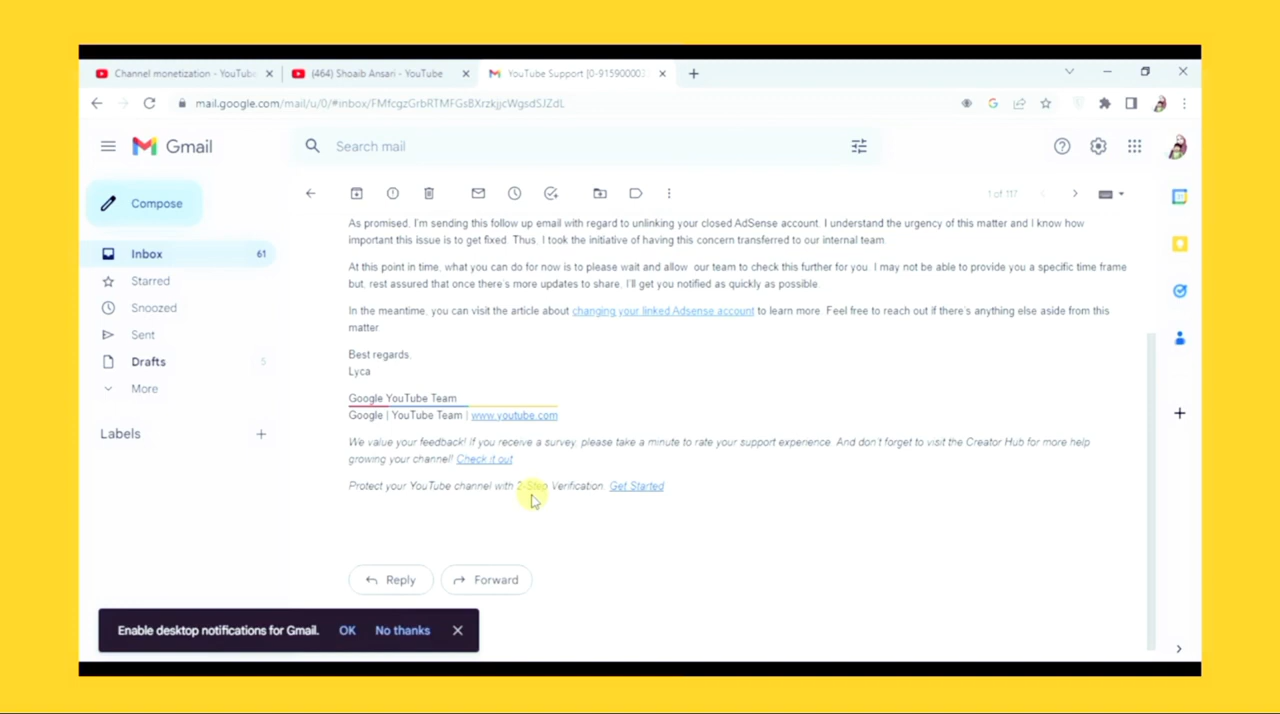 Channel monetization - YouTube
(464) Shoaib Ansari - YouTube
YouTube Support [0-91590000
mail.google.com/mail/u/0/#inbox/
Gmail
Search mail
Compose
1 of 117
Inbox 61
Starred
Snoozed
Sent
Drafts 5
More
Labels
As promised, I'm sending this follow up email with regard to unlinking your closed AdSense account. I understand the urgency of this matter and I know how
important this issue is to get fixed. Thus, I took the initiative of having this concern transferred to our internal team
At this point in time, what you can do for now is to please wait and allow our team to check this further for you. I may not be able to provide you a specific time frame
but, rest assured that once there's more updates to share, I'll get you notified as quickly as possible.
In the meantime, you can visit the article about changing your linked Adsense account to learn more. Feel free to reach out if there's anything else aside from this
matter
Best regards,
Lyca
Google YouTube Team
Google | YouTube Team | www.youtube.com
We value your feedback! If you receive a survey, please take a minute to rate your support experience. And don't forget to visit the Creator Hub for more help
growing your channel! Check it out
Protect your YouTube channel with 2-Step Verification Get Started
Reply
Forward
Enable desktop notifications for Gmail. OK No thanks